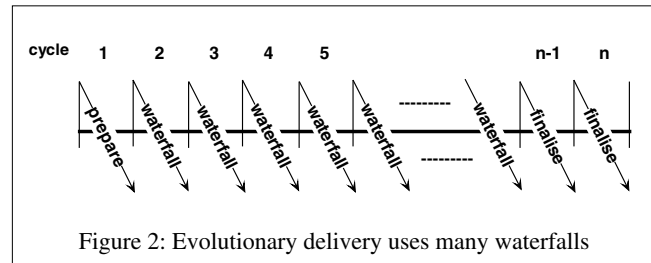 cycle 1 2 3 4 5 n-1 n
prepare
waterfall
waterfall
waterfall
waterfall
waterfall
waterfall
finalise
finalise
Figure 2: Evolutionary delivery uses many waterfalls